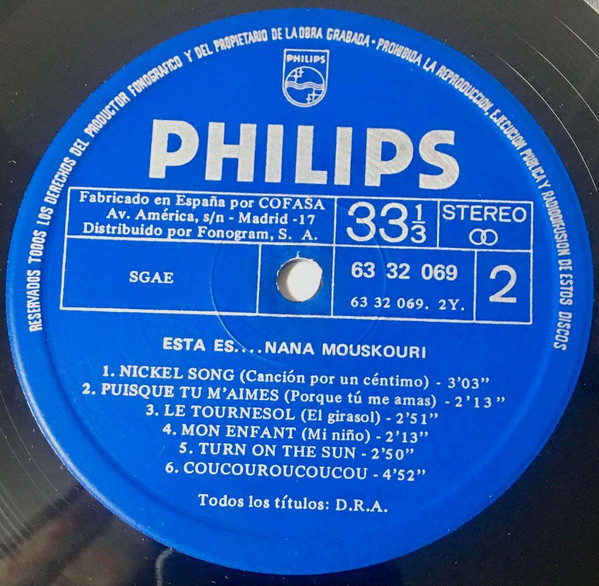 RESERVADOS TODOS LOS DERECHOS DEL PRODUCTOR FONOGRAFICO Y DEL PROPIETARIO DE LA OBRA GRABADA · PROHIBIDA LA REPRODUCCION, EJECUCION PUBLICA Y RADIODIFUSION DE ESTOS DISCOS
PHILIPS
PHILIPS
Fabricado en España por COFASA
Av. América, s/n - Madrid -17
Distribuido por Fonogram, S. A.
33 1/3
STEREO
SGAE
63 32 069
63 32 069. 2Y.
2
ESTA ES....NANA MOUSKOURI
1. NICKEL SONG (Canción por un céntimo) - 3'03"
2. PUISQUE TU M'AIMES (Porque tú me amas) - 2'13"
3. LE TOURNESOL (El girasol) - 2'51"
4. MON ENFANT (Mi niño) - 2'13"
5. TURN ON THE SUN - 2'50"
6. COUCOUROUCOUCOU - 4'52"
Todos los títulos: D.R.A.